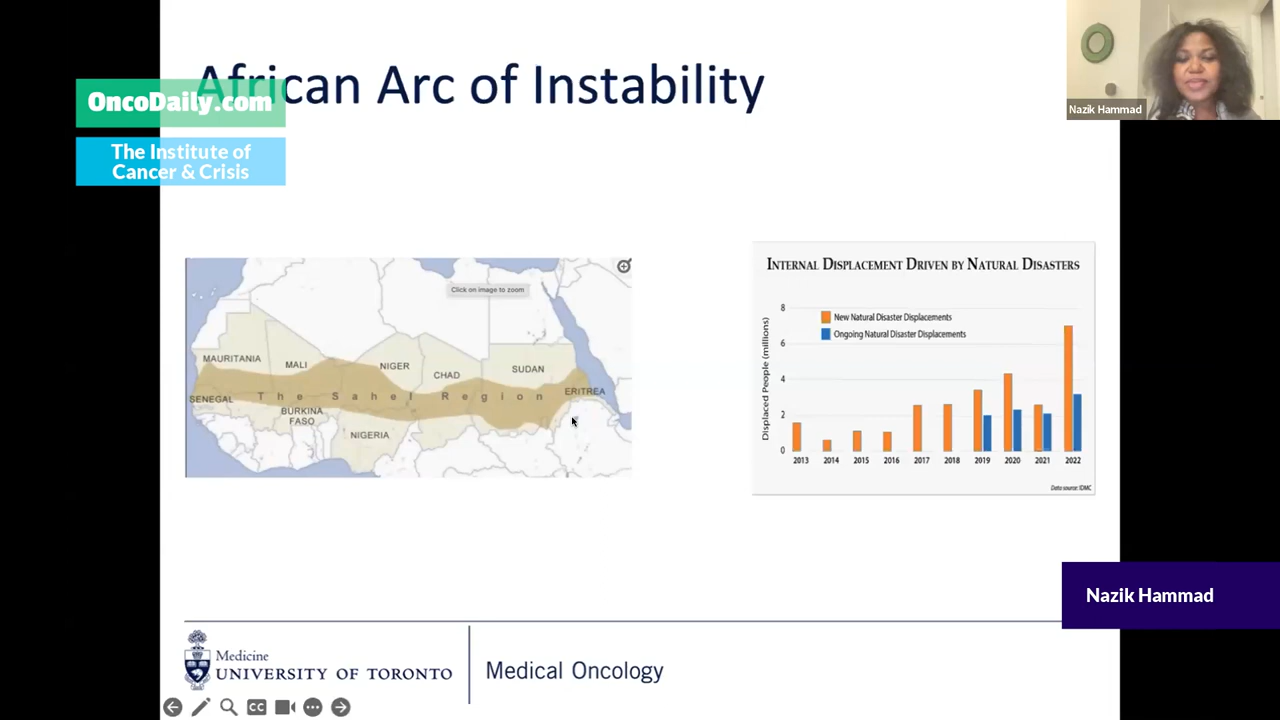 African Arc of Instability
OncoDaily.com
The Institute of
Cancer & Crisis
Nazik Hammad
Click on image to zoom
MAURITANIA
MALI
NIGER
CHAD
SUDAN
ERITREA
SENEGAL
The Sahel Region
BURKINA
FASO
NIGERIA
INTERNAL DISPLACEMENT DRIVEN BY NATURAL DISASTERS
Displaced People (millions)
8
6
4
2
0
New Natural Disaster Displacements
Ongoing Natural Disaster Displacements
2013 2014 2015 2016 2017 2018 2019 2020 2021 2022
Data source: IDMC
Nazik Hammad
Medicine
UNIVERSITY OF TORONTO
Medical Oncology
CC